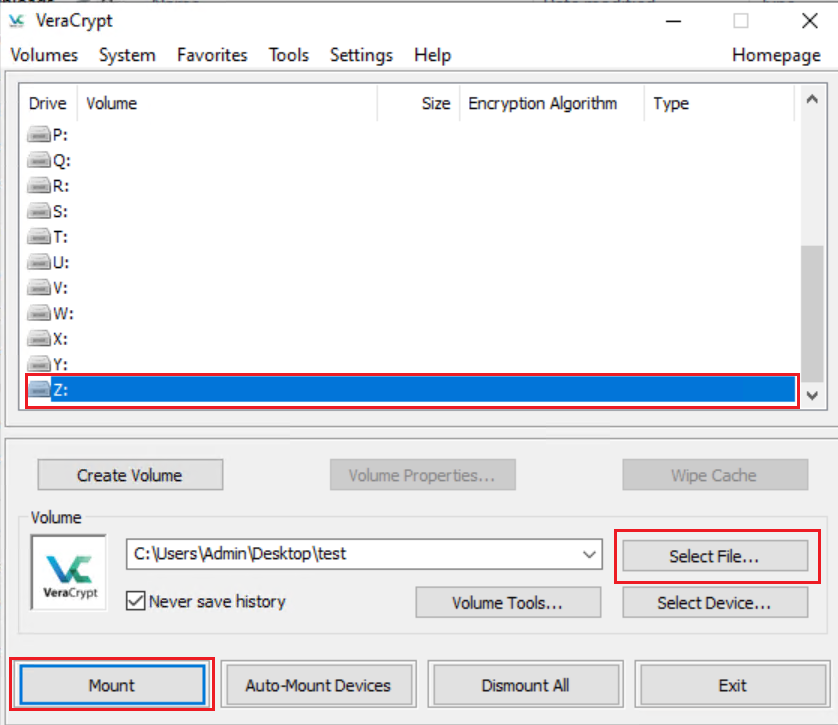 VeraCrypt
Volumes System Favorites Tools Settings Help Homepage
Drive Volume Size Encryption Algorithm Type
P:
Q:
R:
S:
T:
U:
V:
W:
X:
Y:
Z:
Create Volume Volume Properties... Wipe Cache
Volume
C:\Users\Admin\Desktop\test Select File...
VeraCrypt
Never save history Volume Tools... Select Device...
Mount Auto-Mount Devices Dismount All Exit